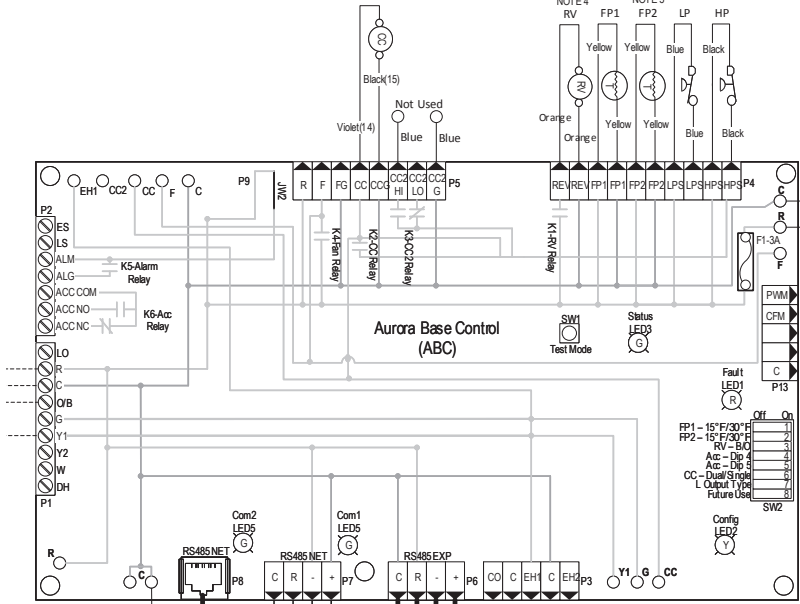 NOTE 4
RV FP1 FP2 LP HP
CC
Yellow Yellow Blue Black
Black(15)
RV T T
Not Used
Violet(14) Blue Blue
Orange
Orange Yellow Yellow Blue Black
EH1 CC2 CC F C
P9
JW2
R F FG CC CCG CC2 HI CC2 LO CC2 G P5
REV REV FP1 FP1 FP2 FP2 LPS LPS HPS HPS P4
C
R
F1-3A
F
P2
ES
LS
ALM
ALG
ACC COM
ACC NO
ACC NC
K5-Alarm
Relay
K6-Acc
Relay
K4-Fan Relay
K2-CC Relay
K3-CC2 Relay
K1-RV Relay
Aurora Base Control
(ABC)
SW1
Test Mode
Status
LED3
G
PWM
CFM
C
P13
LO
R
C
O/B
G
Y1
Y2
W
DH
P1
Fault
LED1
R
Off On
FP1 – 15°F/30°F 1
FP2 – 15°F/30°F 2
RV – B/O 3
Acc – Dip 4 4
Acc – Dip 5 5
CC – Dual/Single 6
L Output Type 7
Future Use 8
SW2
Config
LED2
Y
Com2
LED5
G
Com1
LED5
G
R
C
RS485 NET
P8
RS485 NET
C R - + P7
RS485 EXP
C R - + P6
CO C EH1 C EH2 P3
Y1 G CC